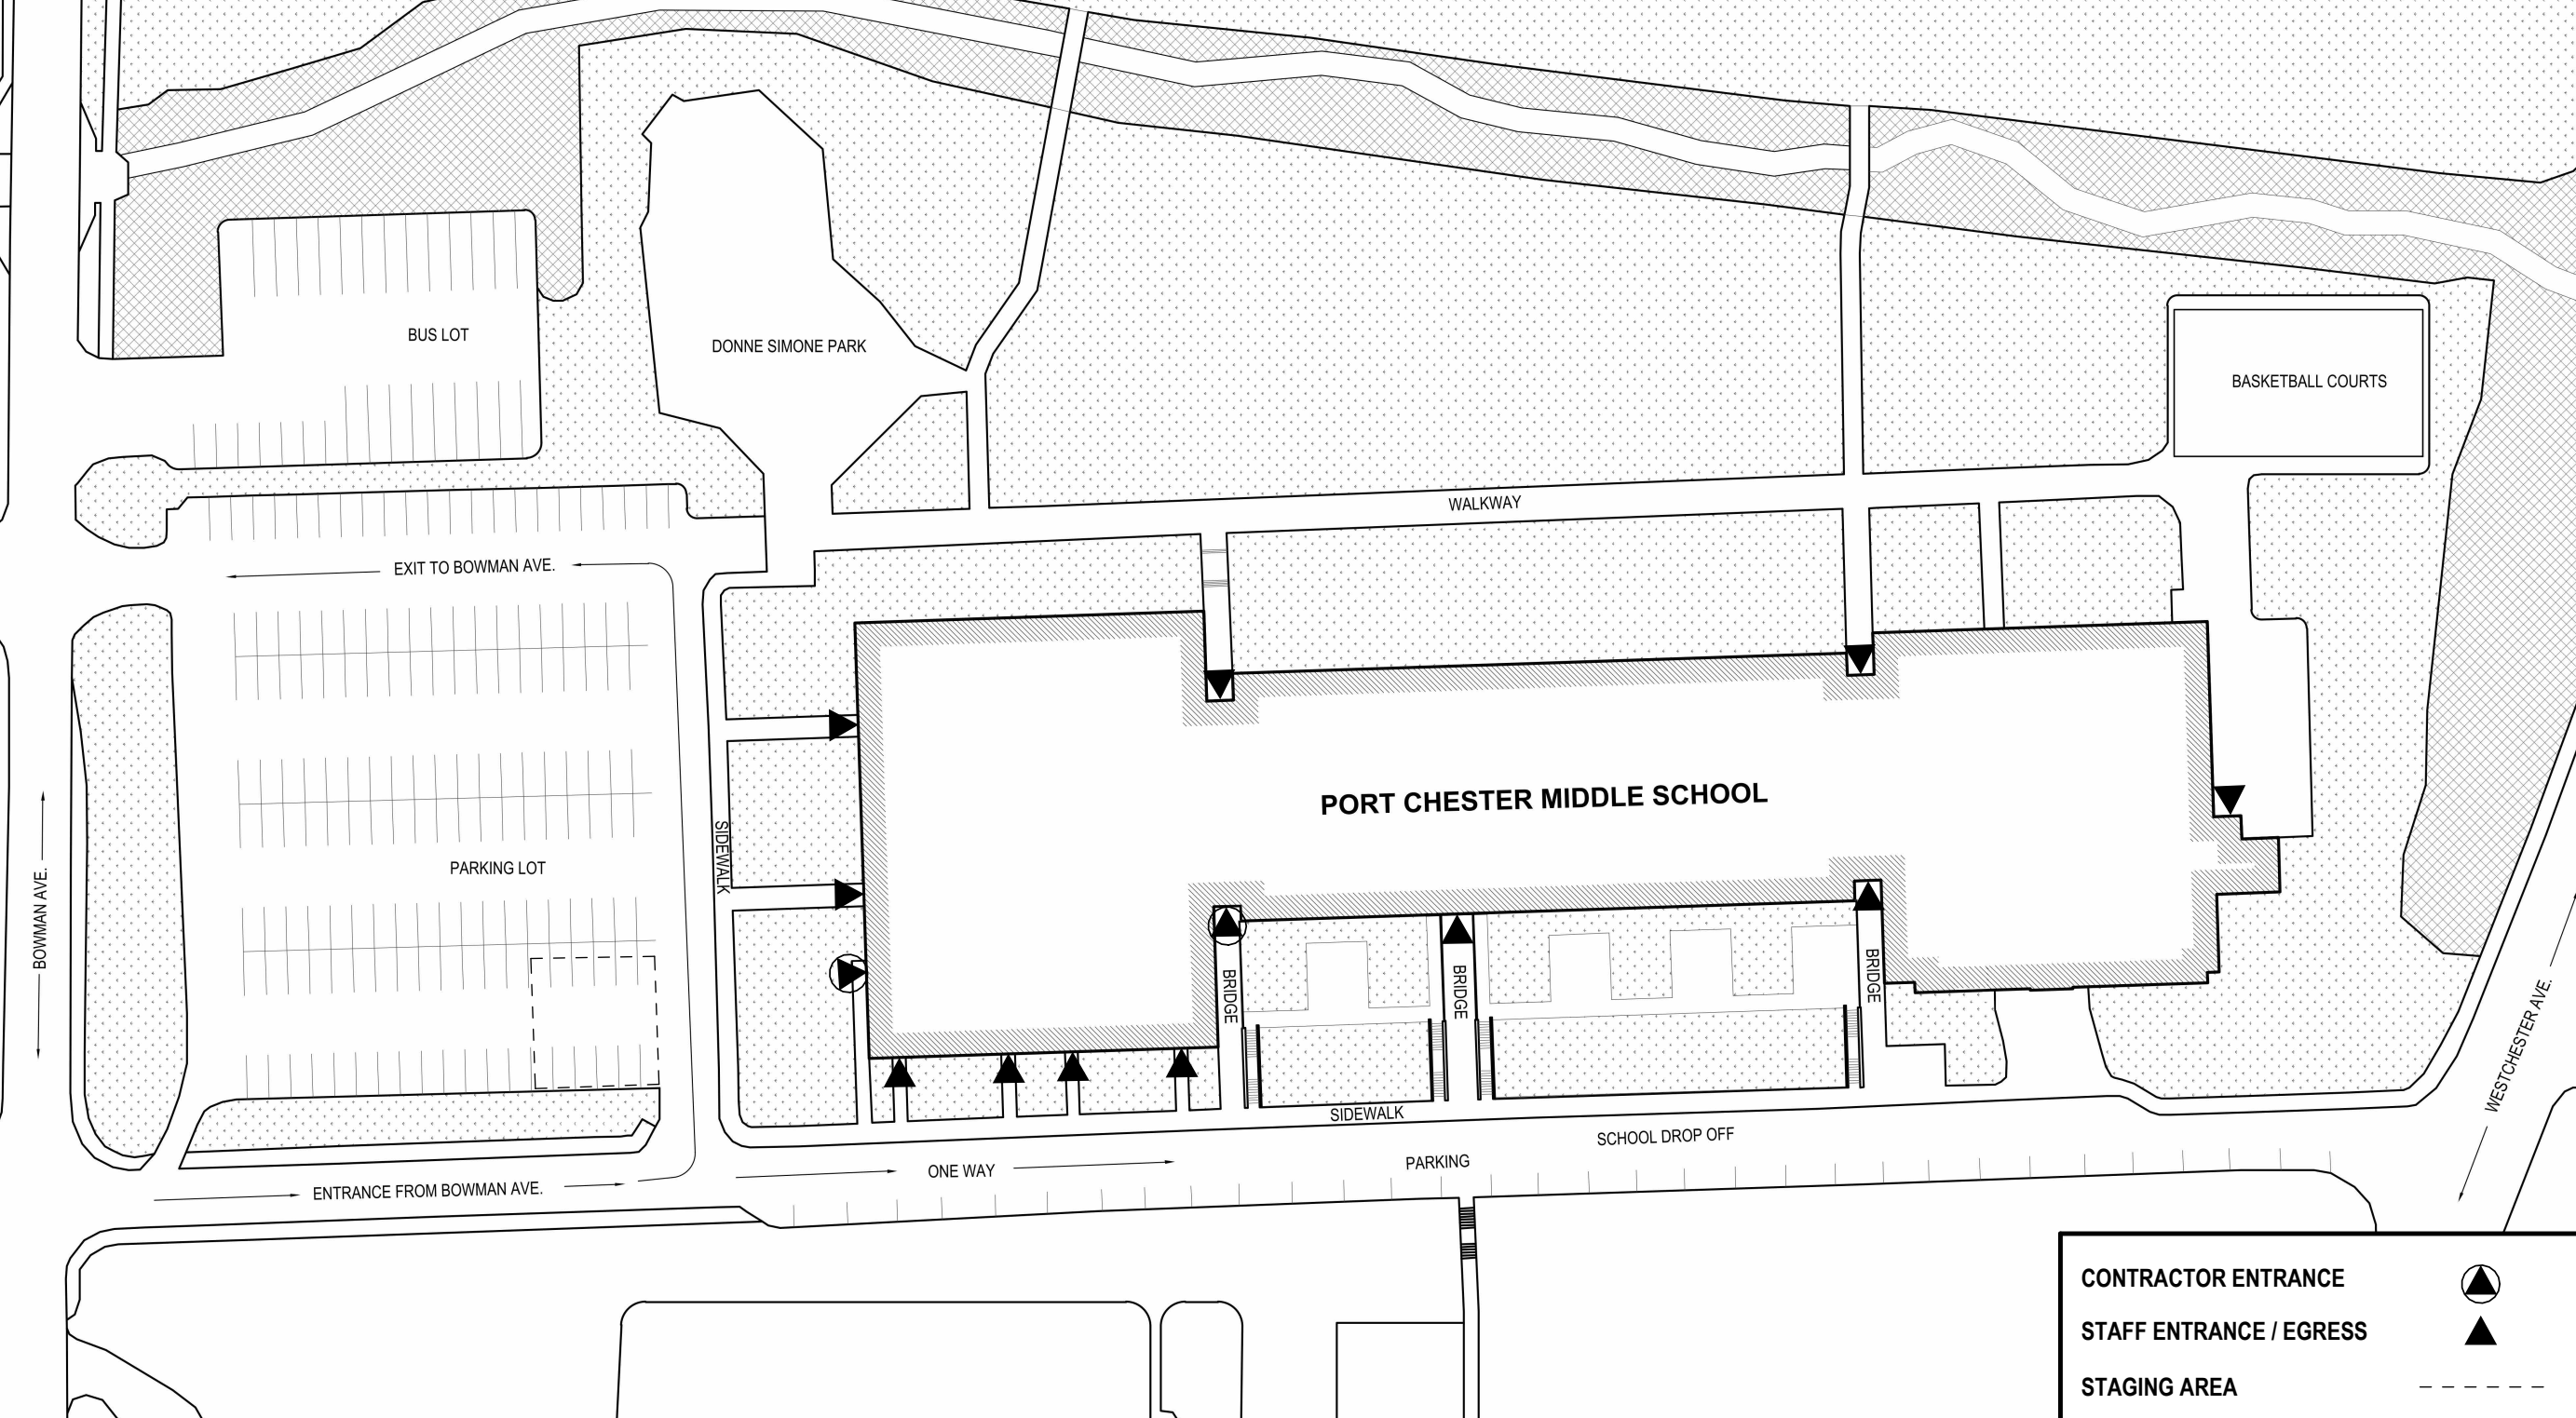 BUS LOT
DONNE SIMONE PARK
BASKETBALL COURTS
WALKWAY
EXIT TO BOWMAN AVE.
PORT CHESTER MIDDLE SCHOOL
SIDEWALK
PARKING LOT
BOWMAN AVE.
BRIDGE
BRIDGE
BRIDGE
WESTCHESTER AVE.
SIDEWALK
SCHOOL DROP OFF
PARKING
ONE WAY
ENTRANCE FROM BOWMAN AVE.
CONTRACTOR ENTRANCE
STAFF ENTRANCE / EGRESS
STAGING AREA